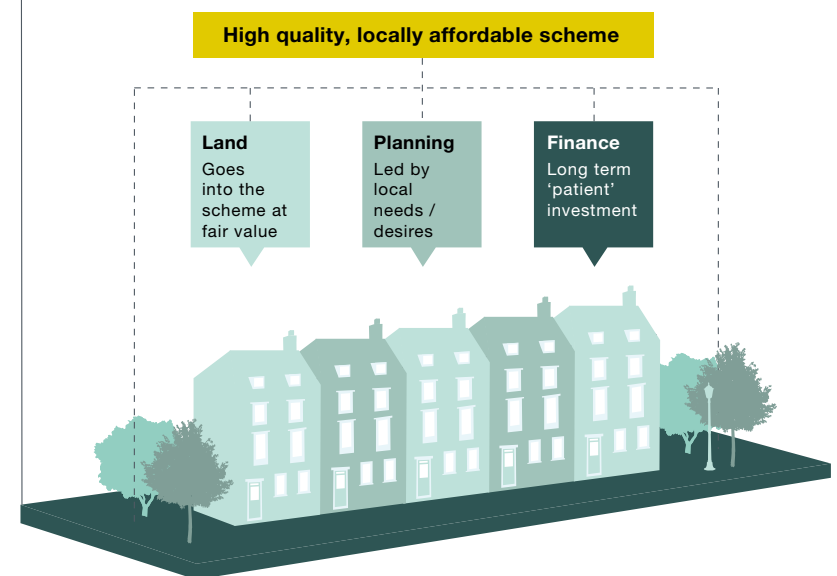 High quality, locally affordable scheme
Land
Goes
into the
scheme at
fair value
Planning
Led by
local
needs /
desires
Finance
Long term
‘patient’
investment